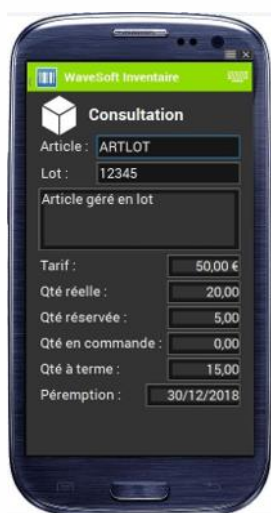 WaveSoft Inventaire
Consultation
Article : ARTLOT
Lot : 12345
Article géré en lot
Tarif : 50,00 €
Qté réelle : 20,00
Qté réservée : 5,00
Qté en commande : 0,00
Qté à terme : 15,00
Péremption : 30/12/2018